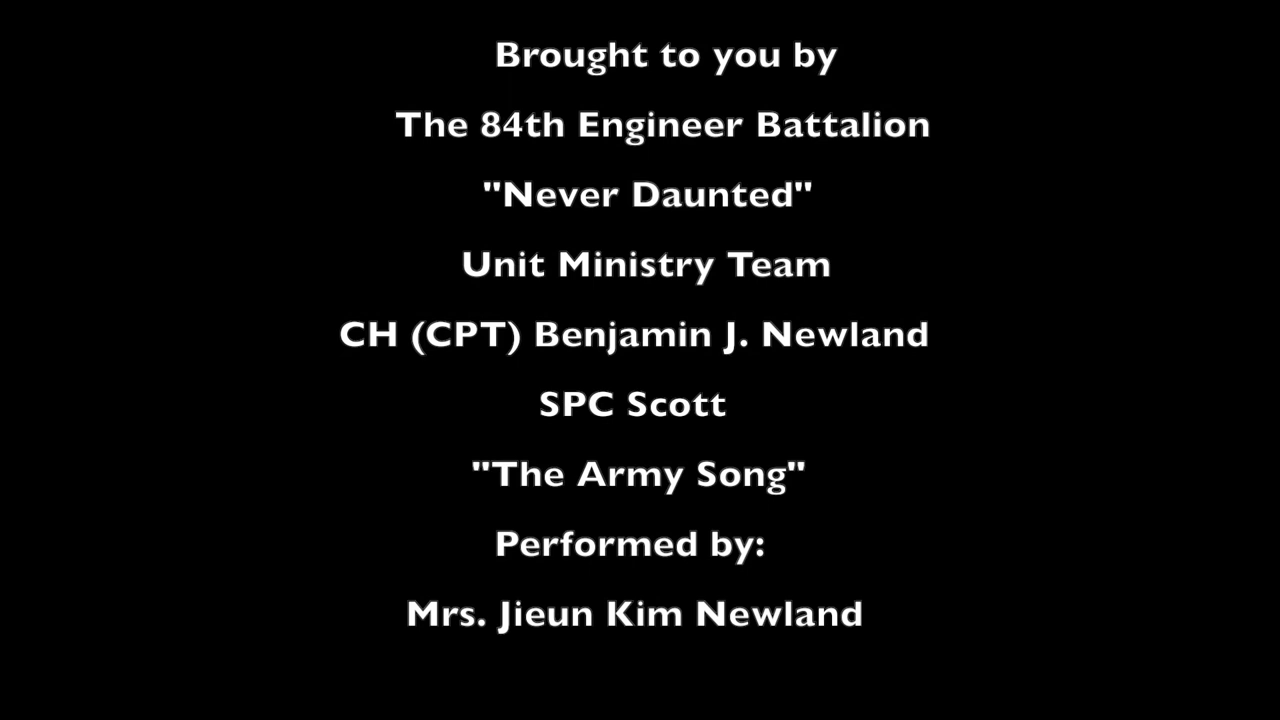 Brought to you by
The 84th Engineer Battalion
"Never Daunted"
Unit Ministry Team
CH (CPT) Benjamin J. Newland
SPC Scott
"The Army Song"
Performed by:
Mrs. Jieun Kim Newland